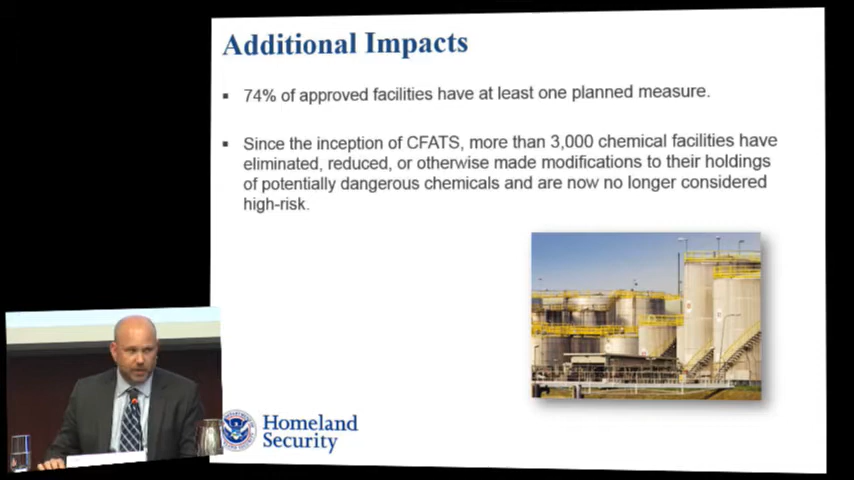 Additional Impacts
▪ 74% of approved facilities have at least one planned measure.
▪ Since the inception of CFATS, more than 3,000 chemical facilities have
eliminated, reduced, or otherwise made modifications to their holdings
of potentially dangerous chemicals and are now no longer considered
high-risk.
Homeland
Security